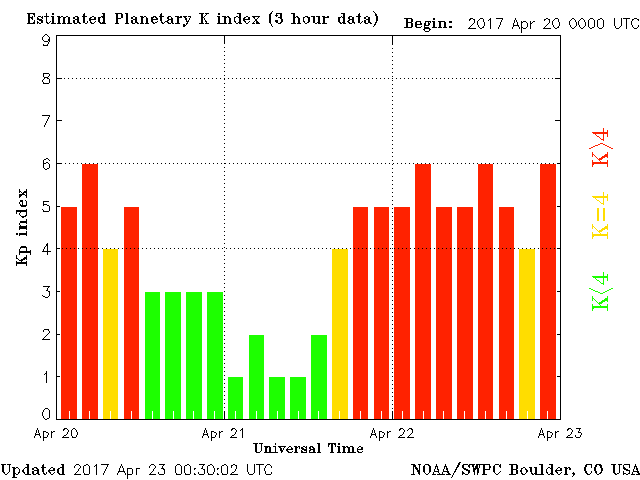 Estimated Planetary K index (3 hour data)
Begin: 2017 Apr 20 0000 UTC
9
8
7
6
5
4
3
2
1
0
Kp index
K>4
K=4
K<4
Apr 20
Apr 21
Apr 22
Apr 23
Universal Time
Updated 2017 Apr 23 00:30:02 UTC
NOAA/SWPC Boulder, CO USA